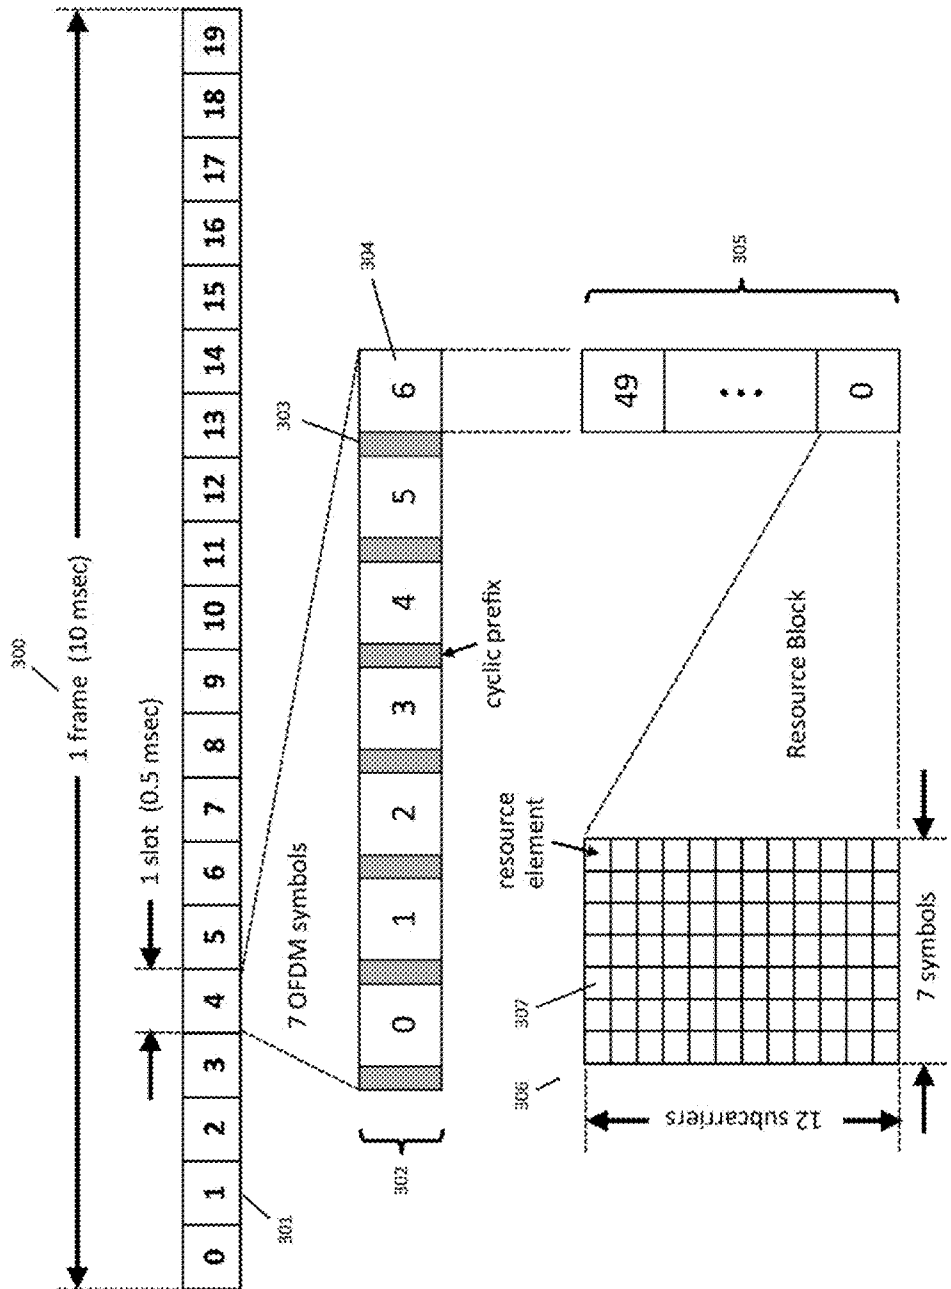 300
1 frame (10 msec)
1 slot (0.5 msec)
0 1 2 3 4 5 6 7 8 9 10 11 12 13 14 15 16 17 18 19
301
7 OFDM symbols
303
304
302
0 1 2 3 4 5 6
cyclic prefix
305
49
0
Resource Block
resource
element
306
307
12 subcarriers
7 symbols